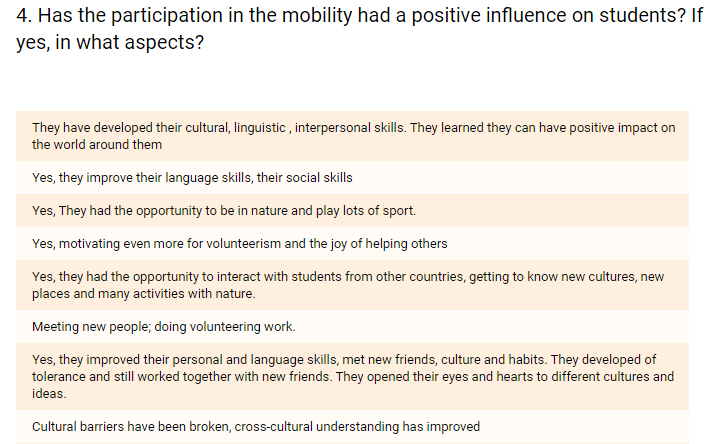 4. Has the participation in the mobility had a positive influence on students? If
yes, in what aspects?
They have developed their cultural, linguistic , interpersonal skills. They learned they can have positive impact on
the world around them
Yes, they improve their language skills, their social skills
Yes, They had the opportunity to be in nature and play lots of sport.
Yes, motivating even more for volunteerism and the joy of helping others
Yes, they had the opportunity to interact with students from other countries, getting to know new cultures, new
places and many activities with nature.
Meeting new people; doing volunteering work.
Yes, they improved their personal and language skills, met new friends, culture and habits. They developed of
tolerance and still worked together with new friends. They opened their eyes and hearts to different cultures and
ideas.
Cultural barriers have been broken, cross-cultural understanding has improved